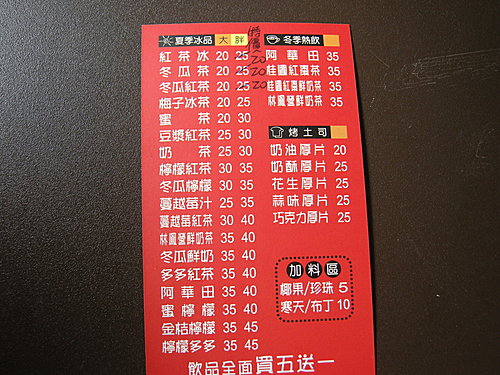 夏季冰品 大 胖 特價
紅茶冰 20 25 20
冬瓜茶 20 25 20
冬瓜紅茶 20 25 20
梅子冰茶 20 25
蜜茶 20 30
豆漿紅茶 25 30
奶茶 25 30
檸檬紅茶 30 35
冬瓜檸檬 30 35
蔓越莓汁 25 35
蔓越莓紅茶 30 40
林鳳營鮮奶茶 35 40
冬瓜鮮奶 35 40
多多紅茶 35 40
阿華田 35 40
蜜檸檬 35 40
金桔檸檬 35 45
檸檬多多 35 45
冬季熱飲
阿華田 35
桂圓紅棗茶 35
桂圓紅棗鮮奶茶 35
林鳳營鮮奶茶 35
烤土司
奶油厚片 20
奶酥厚片 25
花生厚片 25
蒜味厚片 25
巧克力厚片 25
加料區
椰果/珍珠 5
寒天/布丁 10
飲品全面買五送一